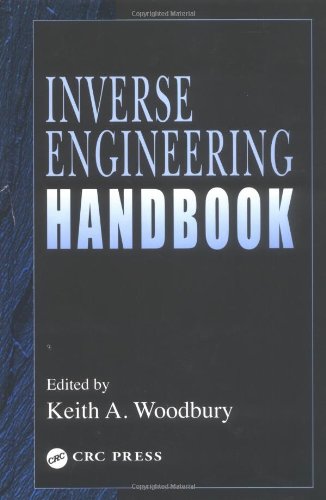 INVERSE
ENGINEERING
HANDBOOK
Edited by
Keith A. Woodbury
CRC CRC PRESS